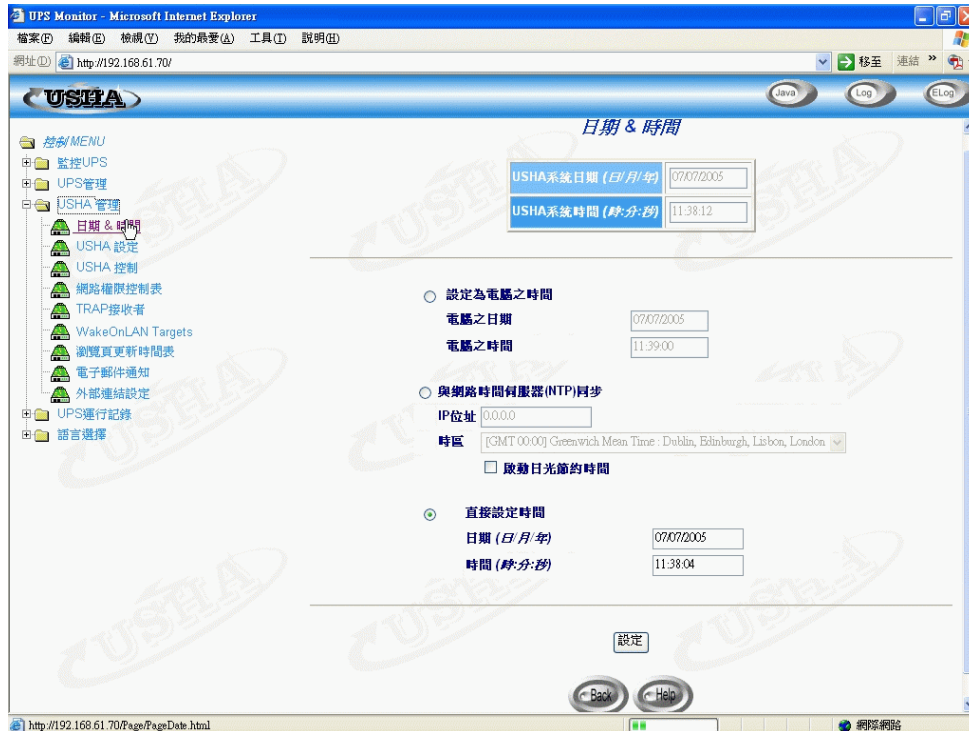 UPS Monitor - Microsoft Internet Explorer
檔案(F) 編輯(E) 檢視(V) 我的最愛(A) 工具(T) 說明(H)
網址(D) http://192.168.61.70/ 移至 連結 »
USHA Java Log ELog
控制MENU
監控UPS
UPS管理
USHA 管理
日期 & 時間
USHA 設定
USHA 控制
網路權限控制表
TRAP接收者
WakeOnLAN Targets
瀏覽頁更新時間表
電子郵件通知
外部連結設定
UPS運行記錄
語言選擇
日期 & 時間
USHA系統日期 (日/月/年) 07/07/2005
USHA系統時間 (時:分:秒) 11:38:12
設定為電腦之時間
電腦之日期 07/07/2005
電腦之時間 11:39:00
與網路時間伺服器(NTP)同步
IP位址 0.0.0.0
時區 [GMT 00:00] Greenwich Mean Time : Dublin, Edinburgh, Lisbon, London
啟動日光節約時間
直接設定時間
日期 (日/月/年) 07/07/2005
時間 (時:分:秒) 11:38:04
設定
Back Help
http://192.168.61.70/Page/PageDate.html 網際網路